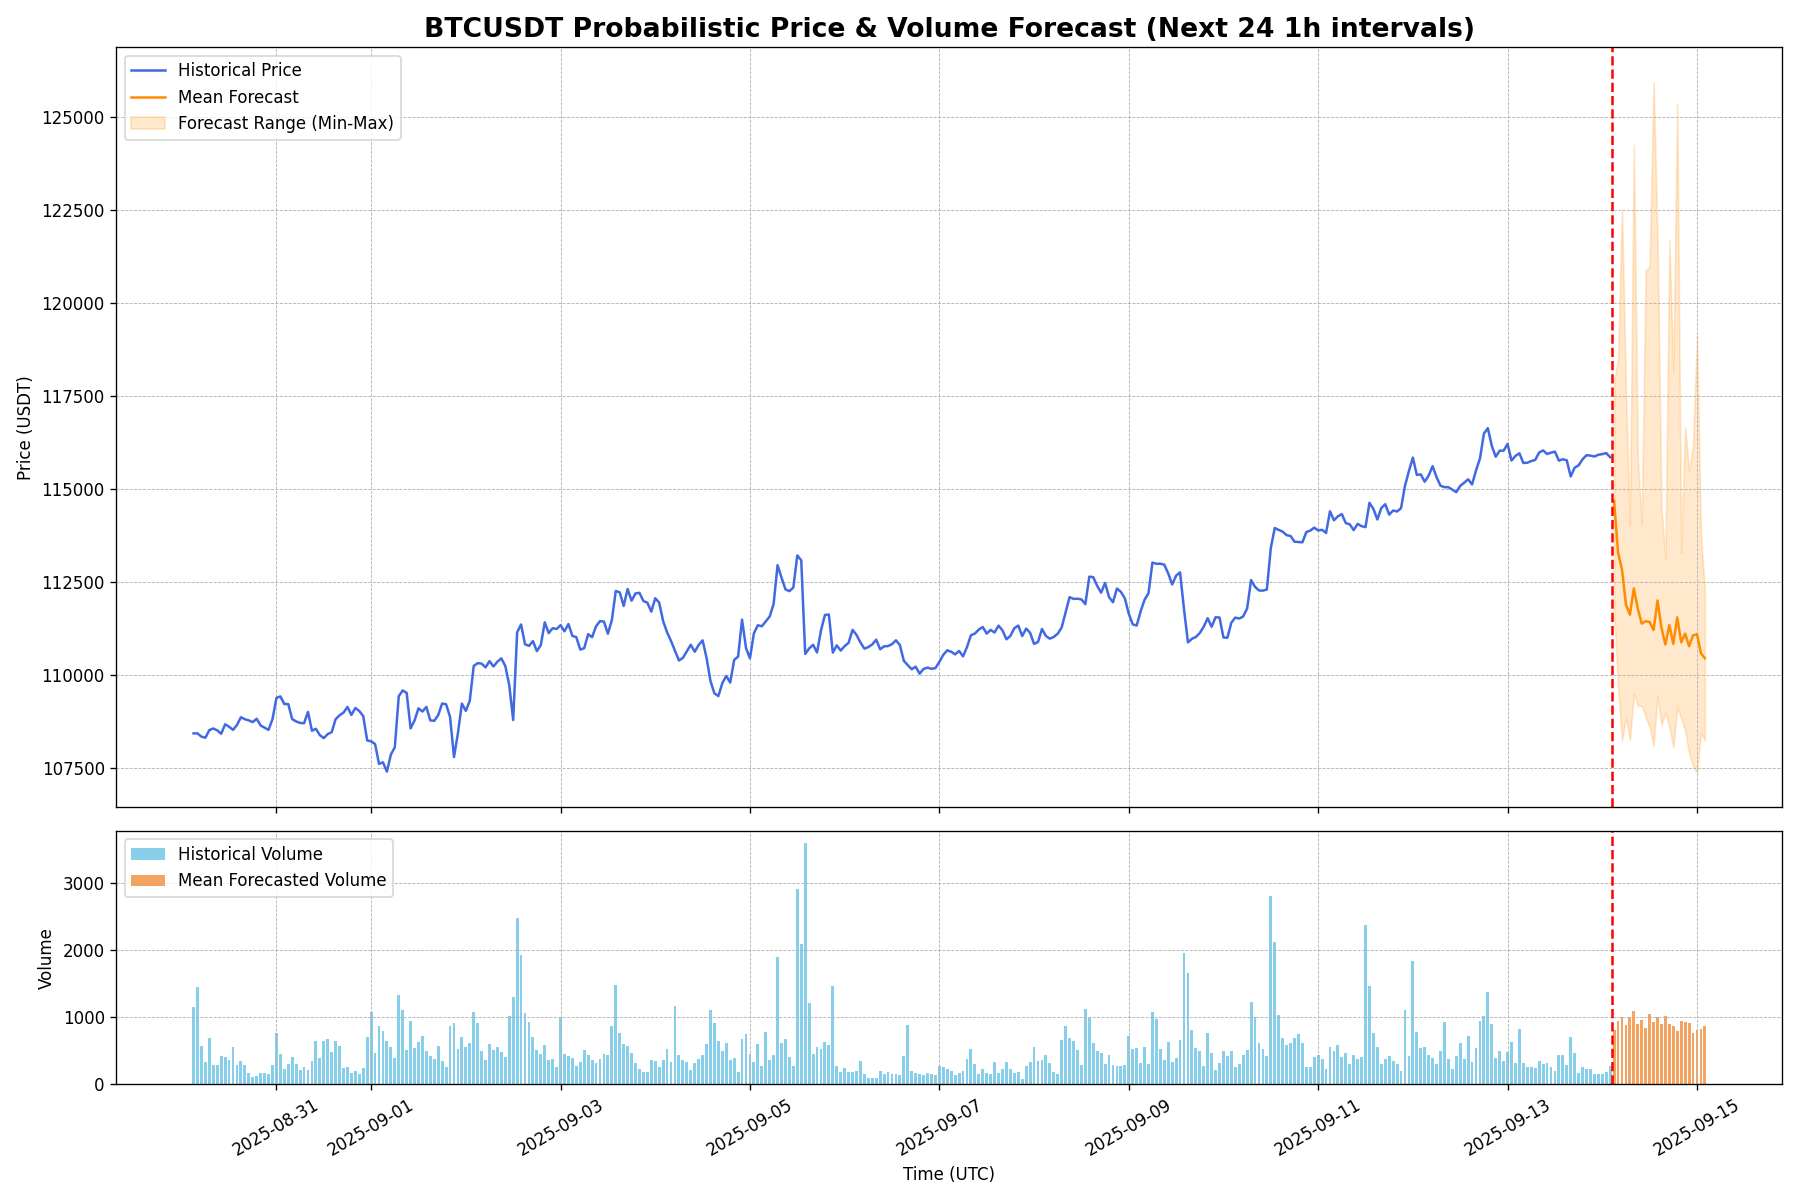 BTCUSDT Probabilistic Price & Volume Forecast (Next 24 1h intervals)
Historical Price
Mean Forecast
Forecast Range (Min-Max)
Price (USDT)
125000
122500
120000
117500
115000
112500
110000
107500
Historical Volume
Mean Forecasted Volume
Volume
3000
2000
1000
0
2025-08-31
2025-09-01
2025-09-03
2025-09-05
2025-09-07
2025-09-09
2025-09-11
2025-09-13
2025-09-15
Time (UTC)